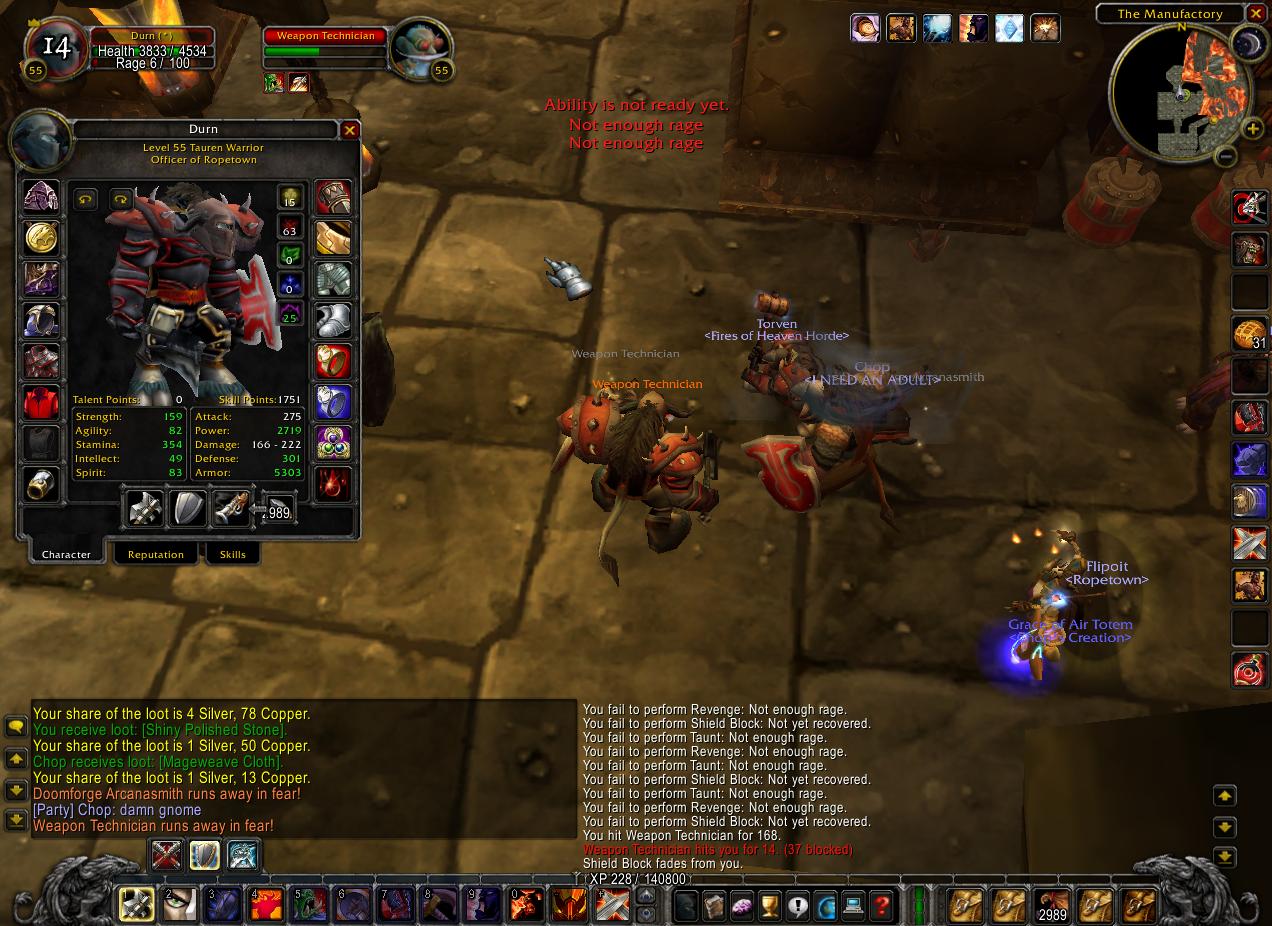 The Manufactory
N
14
Durn (*)
Health 3833 / 4534
Rage 6 / 100
55
Weapon Technician
55
Ability is not ready yet.
Not enough rage
Not enough rage
Durn
Level 55 Tauren Warrior
Officer of Ropetown
15
63
0
0
25
Talent Points: 0 Skill Points: 1751
Strength: 159 Attack: 275
Agility: 82 Power: 2719
Stamina: 354 Damage: 166 - 222
Intellect: 49 Defense: 301
Spirit: 83 Armor: 5303
989
Character Reputation Skills
Torven
<Fires of Heaven Horde>
Weapon Technician
Weapon Technician
Chop
<I NEED AN ADULT>
31
Flipoit
<Ropetown>
Grace of Air Totem
Creation>
Your share of the loot is 4 Silver, 78 Copper.
You receive loot: [Shiny Polished Stone].
Your share of the loot is 1 Silver, 50 Copper.
Chop receives loot: [Mageweave Cloth].
Your share of the loot is 1 Silver, 13 Copper.
Doomforge Arcanasmith runs away in fear!
[Party] Chop: damn gnome
Weapon Technician runs away in fear!
You fail to perform Revenge: Not enough rage.
You fail to perform Shield Block: Not yet recovered.
You fail to perform Taunt: Not enough rage.
You fail to perform Revenge: Not enough rage.
You fail to perform Taunt: Not enough rage.
You fail to perform Shield Block: Not yet recovered.
You fail to perform Taunt: Not enough rage.
You fail to perform Revenge: Not enough rage.
You fail to perform Shield Block: Not yet recovered.
You hit Weapon Technician for 168.
Weapon Technician hits you for 14. (37 blocked)
Shield Block fades from you.
XP 228 / 140800
2 3 4 5 6 7 8 9 0
2989